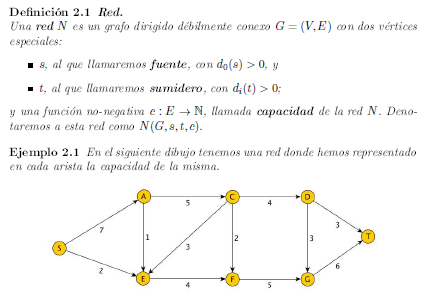 Definición 2.1 Red.
Una red N es un grafo dirigido débilmente conexo G = (V,E) con dos vértices
especiales:
■ s, al que llamaremos fuente, con d₀(s) > 0, y
■ t, al que llamaremos sumidero, con dᵢ(t) > 0;
y una función no-negativa c : E → ℕ, llamada capacidad de la red N. Deno-
taremos a esta red como N(G, s, t, c).
Ejemplo 2.1 En el siguiente dibujo tenemos una red donde hemos representado
en cada arista la capacidad de la misma.
A C D
5 4
7 3
1 2 3 T
S 3
2 6
E F G
4 5